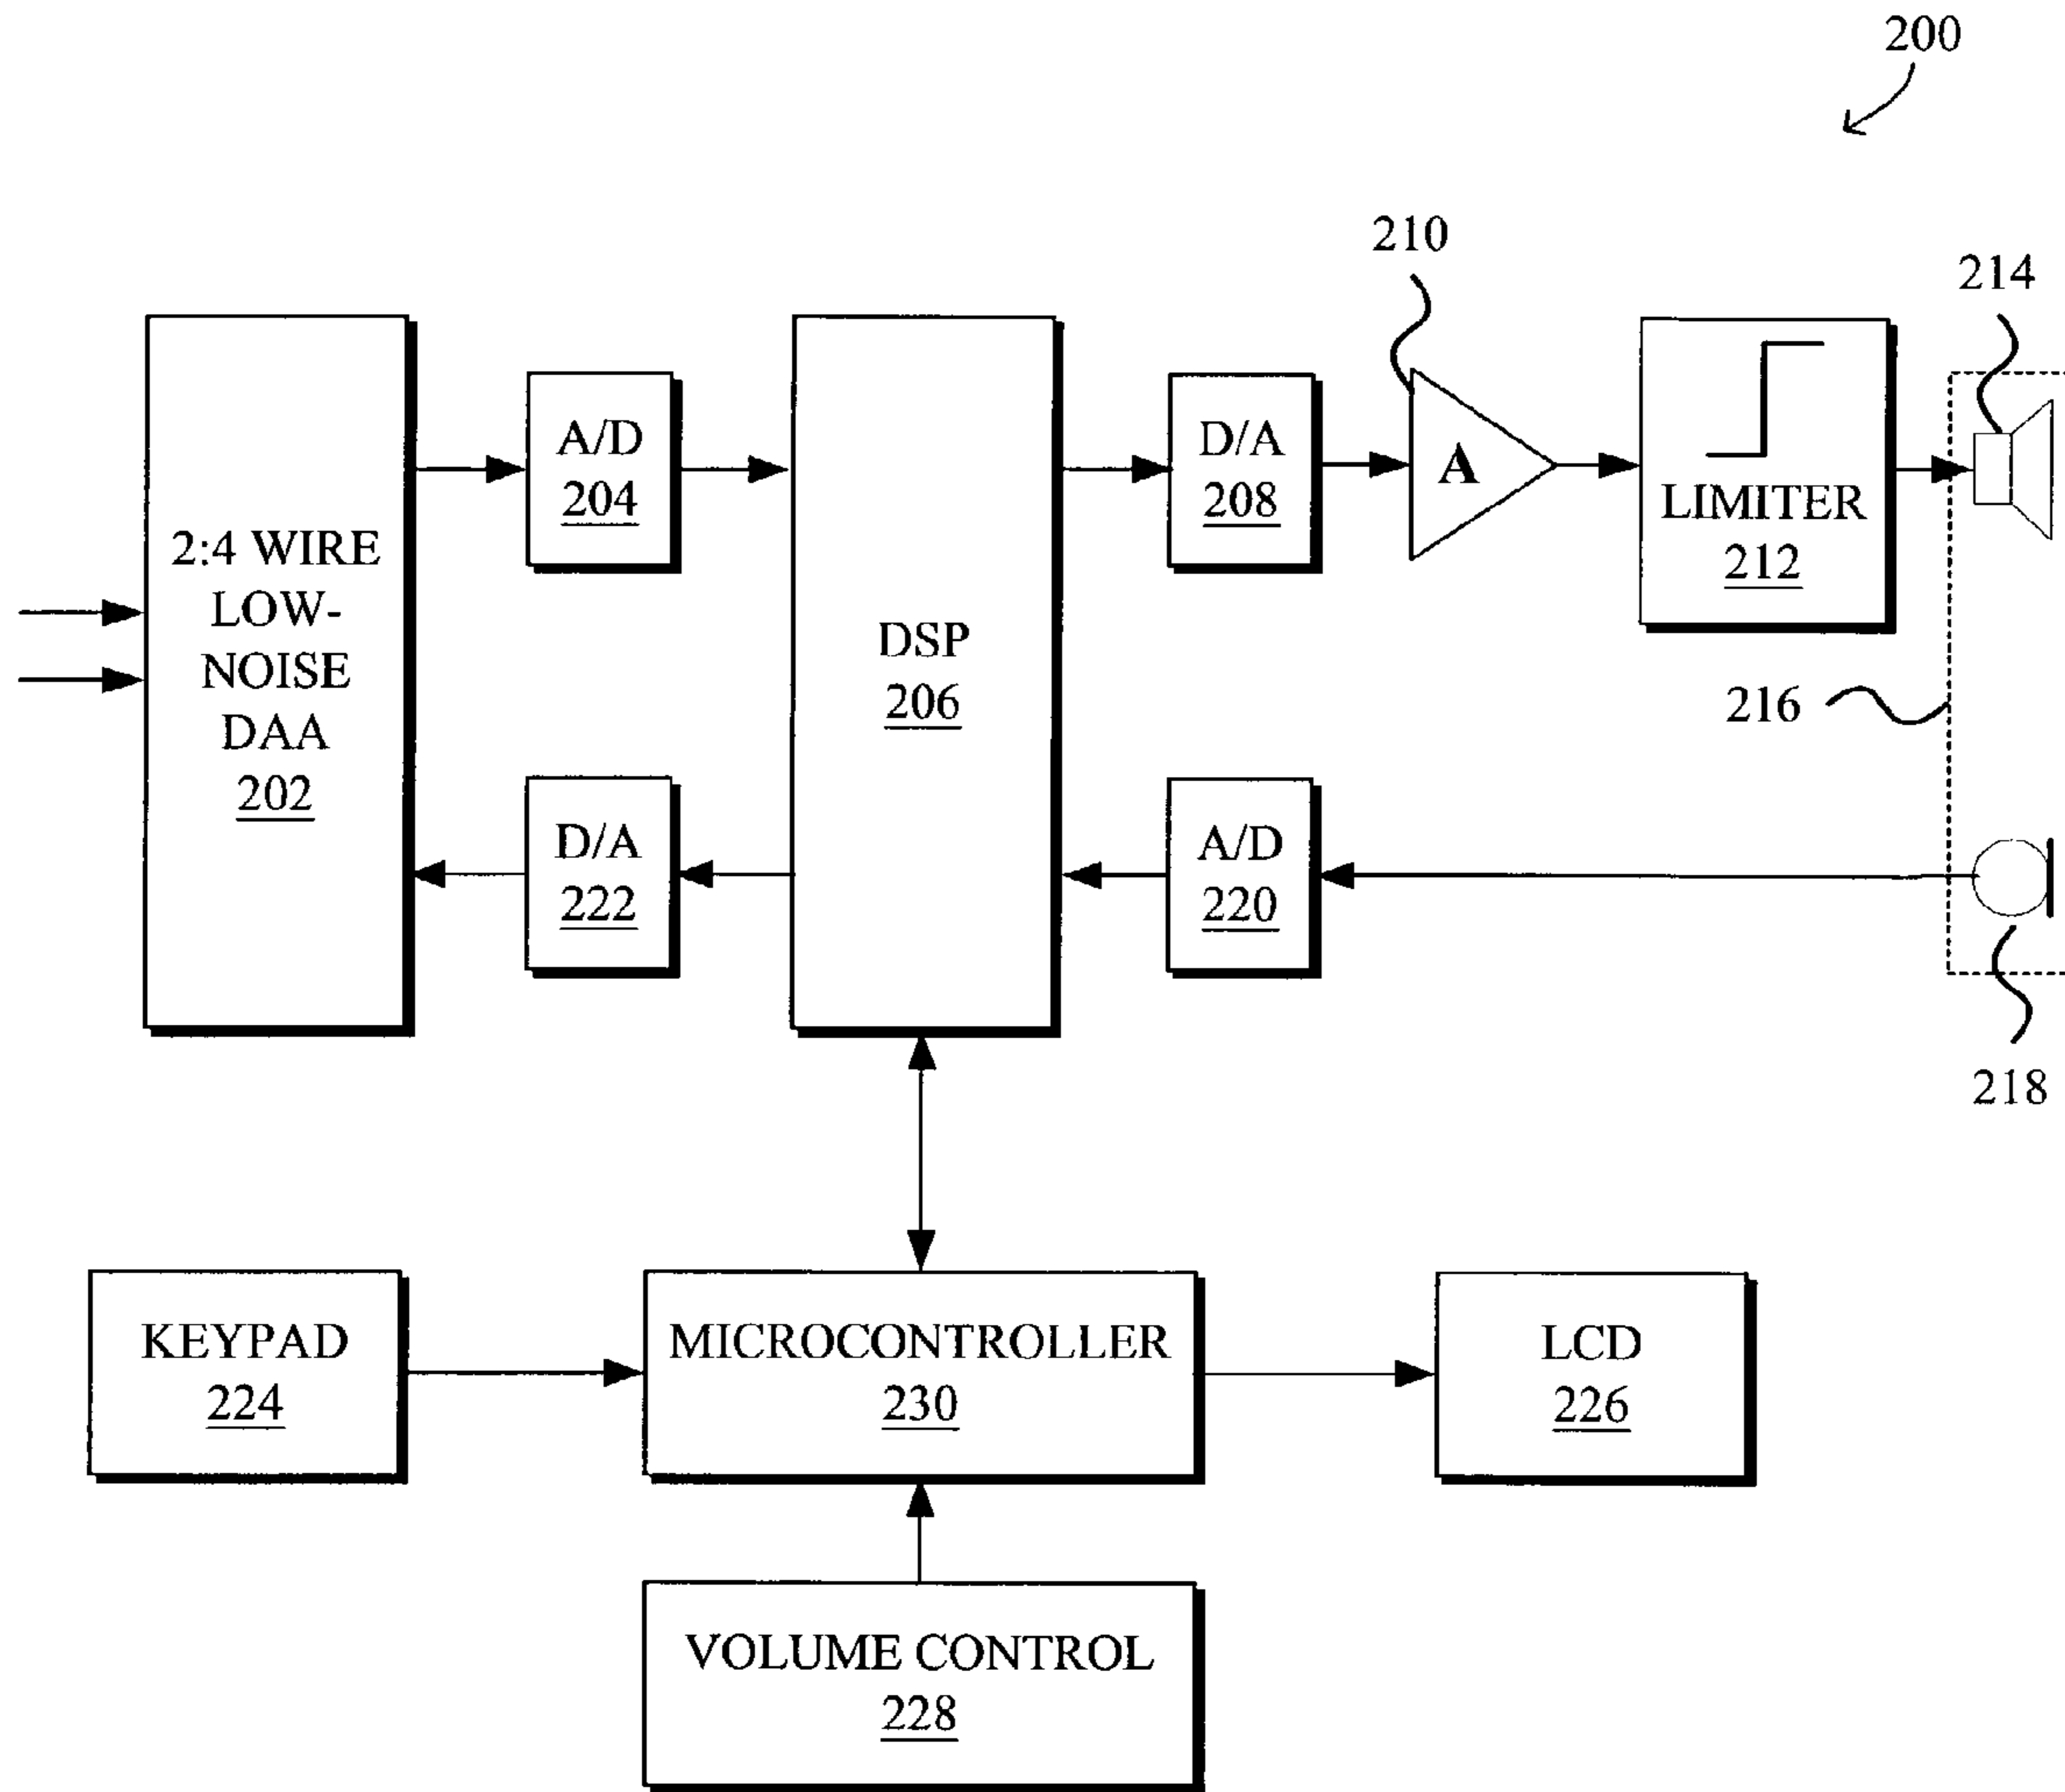 200
210
214
A/D
204
D/A
208
A
LIMITER
212
2:4 WIRE
LOW-
NOISE
DAA
202
DSP
206
216
D/A
222
A/D
220
218
KEYPAD
224
MICROCONTROLLER
230
LCD
226
VOLUME CONTROL
228